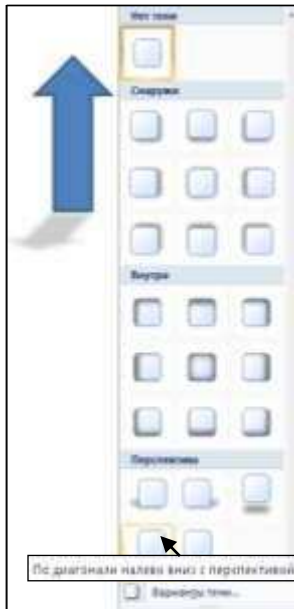 Нет тени
Снаружи
Внутри
Перспектива
По диагонали налево вниз с перспективой
Варианты тени...